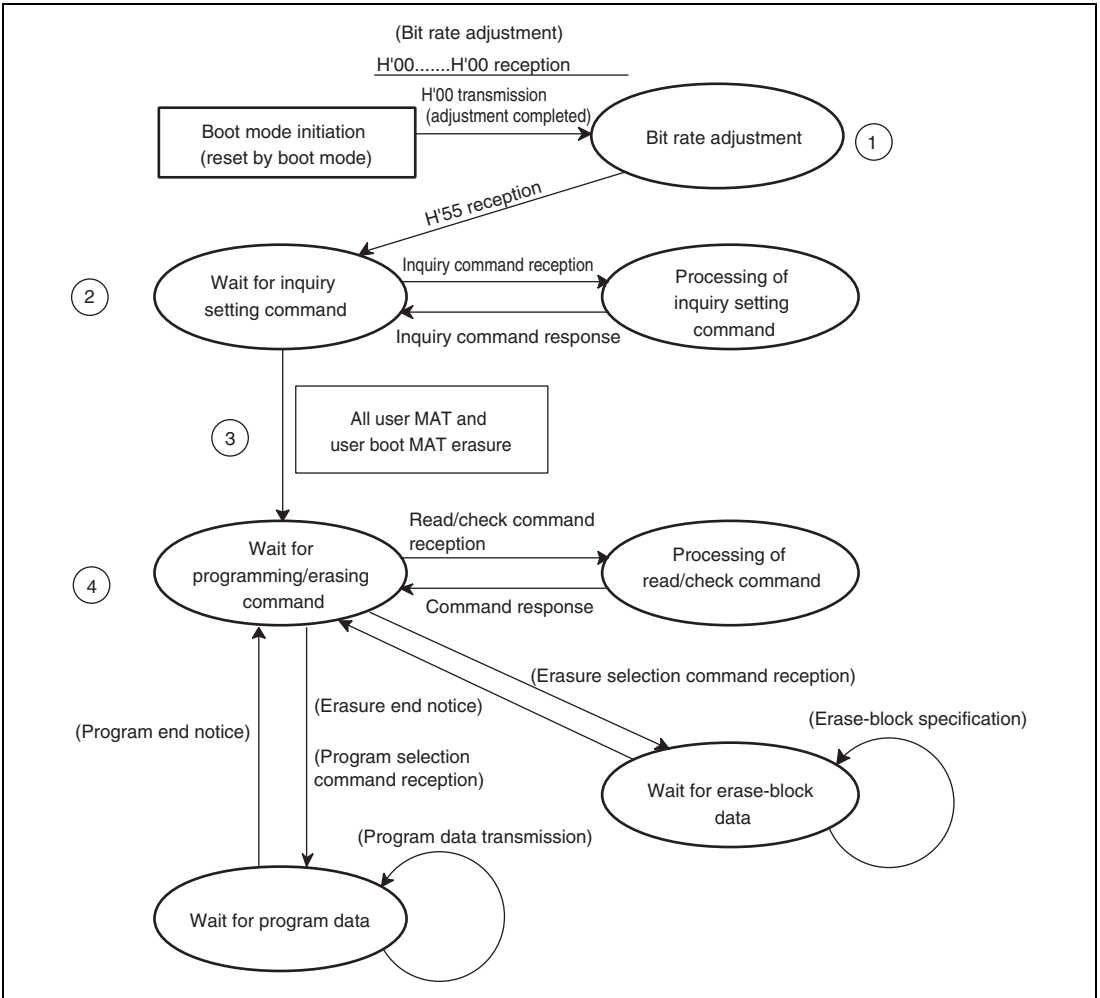 (Bit rate adjustment)
H'00.......H'00 reception
H'00 transmission
(adjustment completed)
Boot mode initiation
(reset by boot mode)
Bit rate adjustment
1
H'55 reception
2
Wait for inquiry
setting command
Inquiry command reception
Inquiry command response
Processing of
inquiry setting
command
3
All user MAT and
user boot MAT erasure
4
Wait for
programming/erasing
command
Read/check command
reception
Command response
Processing of
read/check command
(Erasure selection command reception)
(Program end notice)
(Erasure end notice)
(Program selection
command reception)
(Erase-block specification)
Wait for erase-block
data
(Program data transmission)
Wait for program data